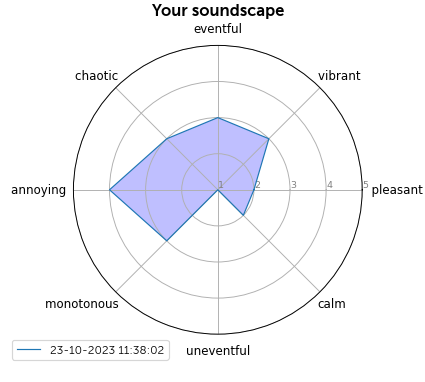 Your soundscape
eventful
chaotic
vibrant
annoying
1 2 3 4 5
pleasant
monotonous
calm
uneventful
23-10-2023 11:38:02